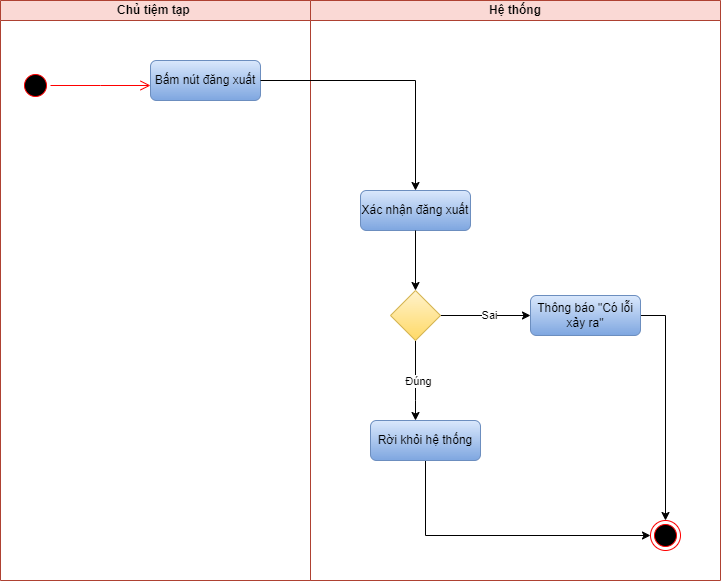 Chủ tiệm tạp
Hệ thống
Bấm nút đăng xuất
Xác nhận đăng xuất
Sai
Thông báo "Có lỗi
xảy ra"
Đúng
Rời khỏi hệ thống